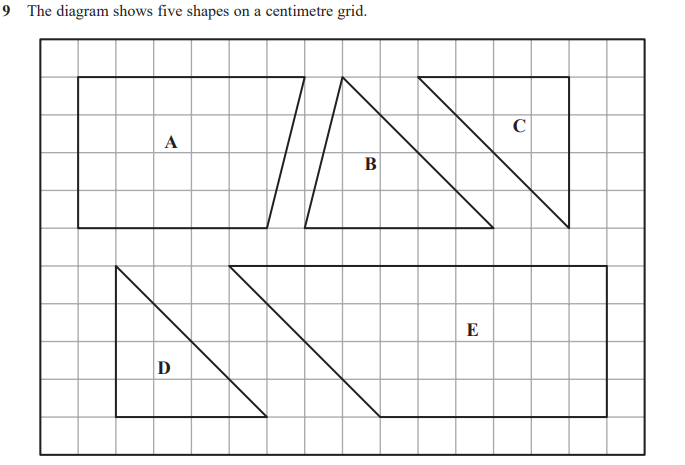 9 The diagram shows five shapes on a centimetre grid.
A
C
B
E
D